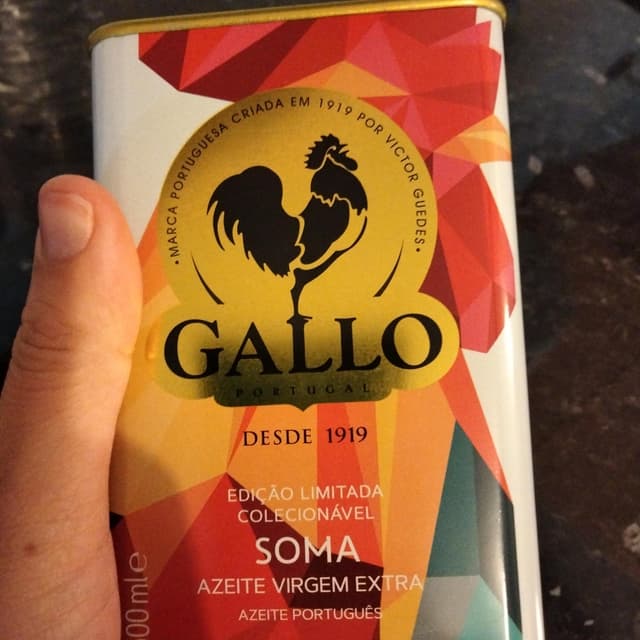 • MARCA PORTUGUESA CRIADA EM 1919 POR VICTOR GUEDES •
GALLO
PORTUGAL
DESDE 1919
EDIÇÃO LIMITADA
COLECIONÁVEL
SOMA
AZEITE VIRGEM EXTRA
AZEITE PORTUGUÊS
00mle